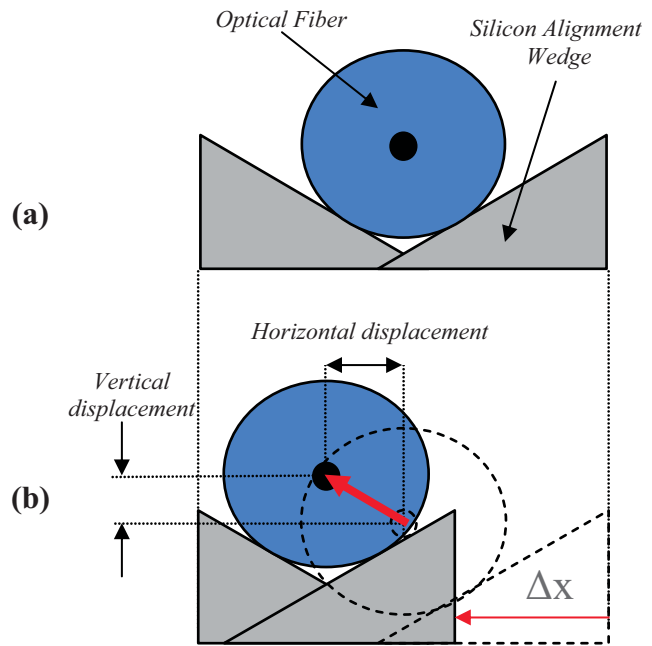 Optical Fiber
Silicon Alignment
Wedge
(a)
Horizontal displacement
Vertical
displacement
(b)
Δx